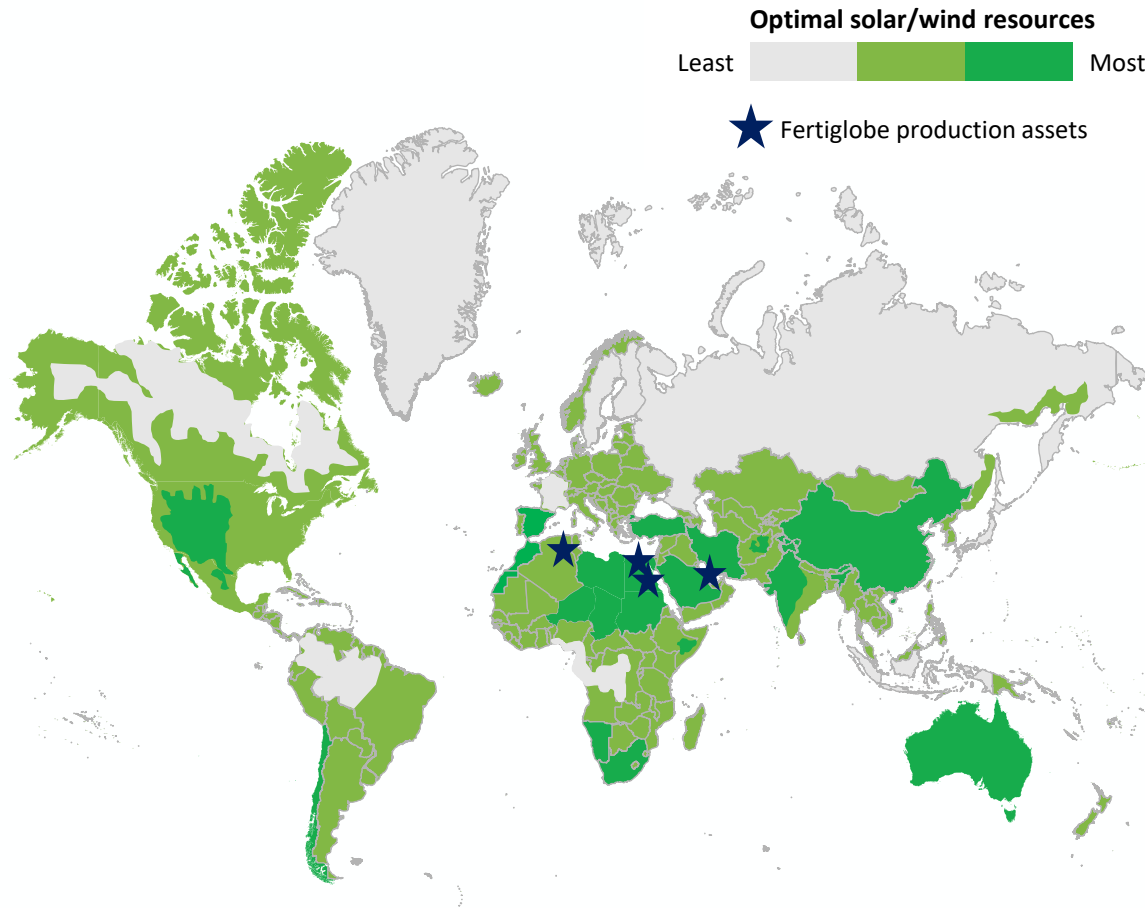 Optimal solar/wind resources
Least Most
Fertiglobe production assets